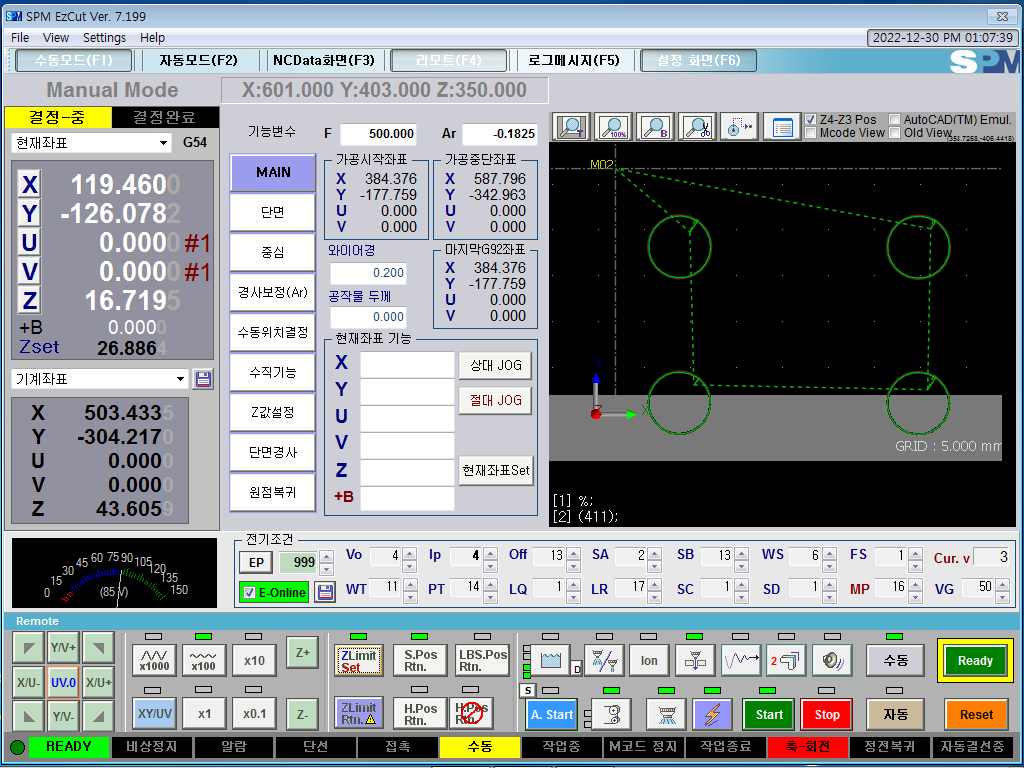 SPM EzCut Ver. 7.199
File View Settings Help
2022-12-30 PM 01:07:39
수동모드(F1) 자동모드(F2) NCData화면(F3) 리모트(F4) 로그메시지(F5) 설정 화면(F6) SPM
Manual Mode
X:601.000 Y:403.000 Z:350.000
결정-중 결정완료
현재좌표 G54
X 119.4600
Y -126.0782
U 0.0000 #1
V 0.0000 #1
Z 16.7195
+B 0.0000
Zset 26.8864
기계좌표
X 503.4335
Y -304.2170
U 0.0000
V 0.0000
Z 43.6059
기능변수 F 500.000 Ar -0.1825
MAIN
단면
중심
경사보정(Ar)
수동위치결정
수직기능
Z값설정
단면경사
원점복귀
가공시작좌표
X 384.376
Y -177.759
U 0.000
V 0.000
가공중단좌표
X 587.796
Y -342.963
U 0.000
V 0.000
와이어경
0.200
공작물 두께
0.000
마지막G92좌표
X 384.376
Y -177.759
U 0.000
V 0.000
현재좌표 기능
X
Y
U
V
Z
+B
상대 JOG
절대 JOG
현재좌표Set
100%
B
Z4-Z3 Pos AutoCAD(TM) Emul.
Mcode View Old View
(358.7268,-406.4414)
M02
X
GRID : 5.000 mm
[1] %;
[2] (411);
0 15 30 45 60 75 90 105 120 135 150
(85 V)
전기조건
EP 999 Vo 4 Ip 4 Off 13 SA 2 SB 13 WS 6 FS 1 Cur. v 3
E-Online WT 11 PT 14 LQ 1 LR 17 SC 1 SD 1 MP 16 VG 50
Remote
Y/V+
X/U- UV.0 X/U+
Y/V-
x1000 x100 x10 Z+
XY/UV x1 x0.1 Z-
ZLimit Set S.Pos Rtn. LBS.Pos Rtn.
ZLimit Rtn. H.Pos Rtn. H.Pos Rtn.
D Ion 2 수동 Ready
S A. Start Start Stop 자동 Reset
READY 비상정지 알람 단선 접촉 수동 작업중 M코드 정지 작업종료 축-회전 정전복귀 자동결선중